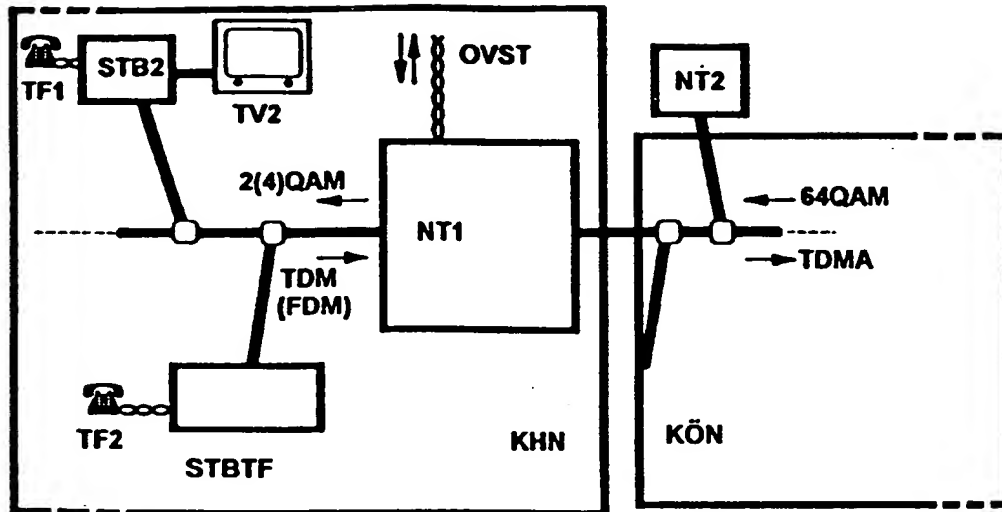 STB2
TF1
TV2
OVST
NT2
2(4)QAM
64QAM
NT1
TDM
(FDM)
TDMA
TF2
STBTF
KHN
KÖN